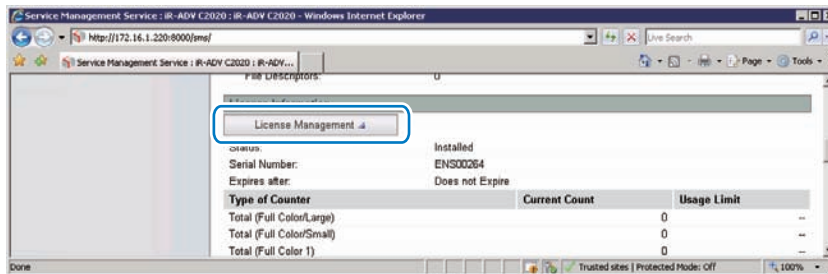 Service Management Service : iR-ADV C2020 : iR-ADV C2020 - Windows Internet Explorer
http://172.16.1.220:8000/sms/
Live Search
Service Management Service : iR-ADV C2020 : iR-ADV...
Page Tools
File Descriptors: 0
License Information
License Management
Status: Installed
Serial Number: ENS00264
Expires after: Does not Expire
Type of Counter Current Count Usage Limit
Total (Full Color/Large) 0 --
Total (Full Color/Small) 0 --
Total (Full Color 1) 0 --
Done Trusted sites | Protected Mode: Off 100%